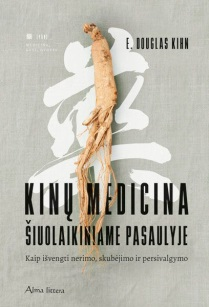 E. DOUGLAS KIHN
KINŲ MEDICINA
ŠIUOLAIKINIAME PASAULYJE
Kaip išvengti nerimo, skubėjimo ir persivalgymo
Alma littera